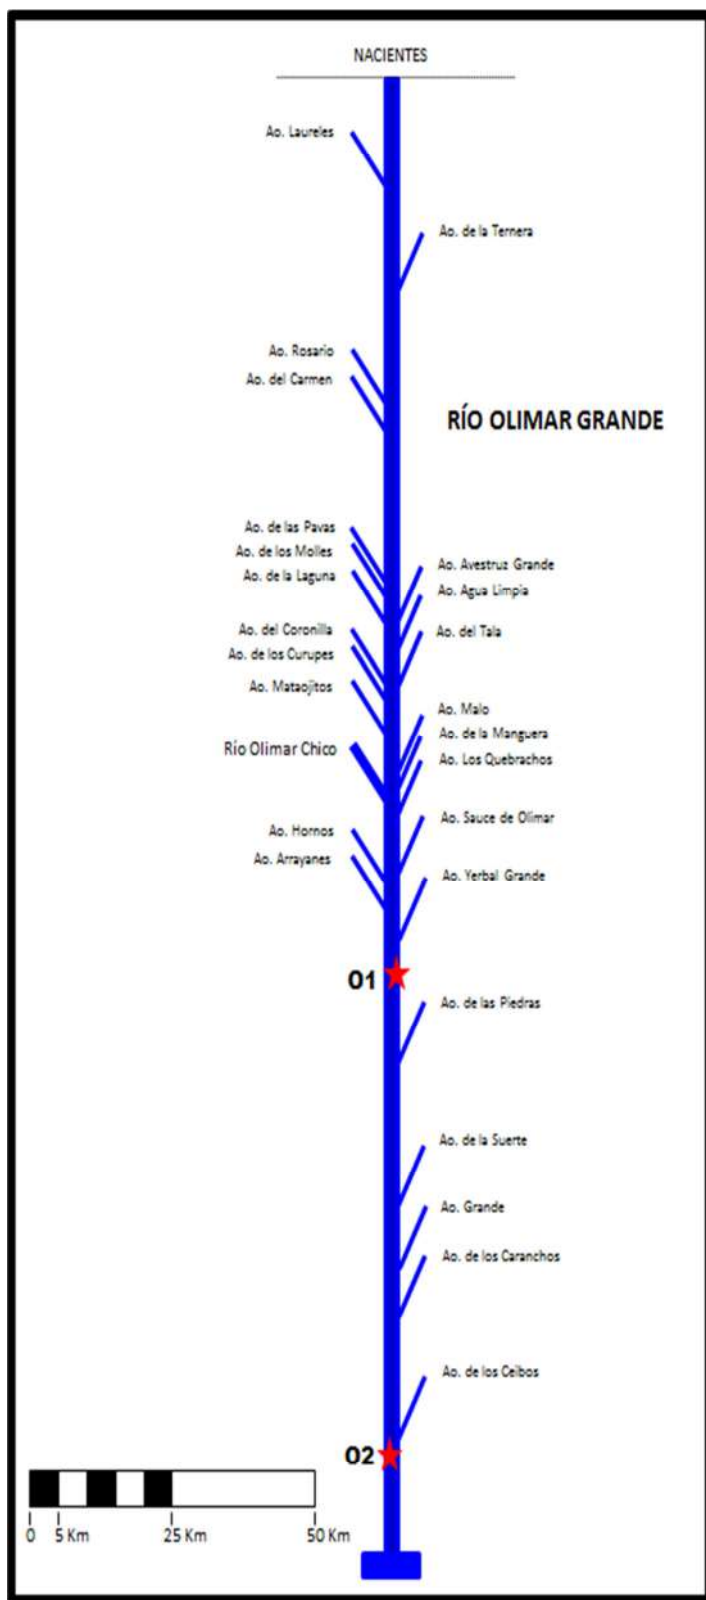 NACIENTES
Ao. Laureles
Ao. de la Ternera
Ao. Rosario
Ao. del Carmen
RÍO OLIMAR GRANDE
Ao. de las Pavas
Ao. de los Molles
Ao. de la Laguna
Ao. Avestruz Grande
Ao. Agua Limpia
Ao. del Coronilla
Ao. del Tala
Ao. de los Curupes
Ao. Mataojitos
Ao. Malo
Ao. de la Manguera
Río Olimar Chico
Ao. Los Quebrachos
Ao. Sauce de Olimar
Ao. Hornos
Ao. Arrayanes
Ao. Yerbal Grande
O1
Ao. de las Piedras
Ao. de la Suerte
Ao. Grande
Ao. de los Caranchos
Ao. de los Ceibos
O2
0 5 Km 25 Km 50 Km